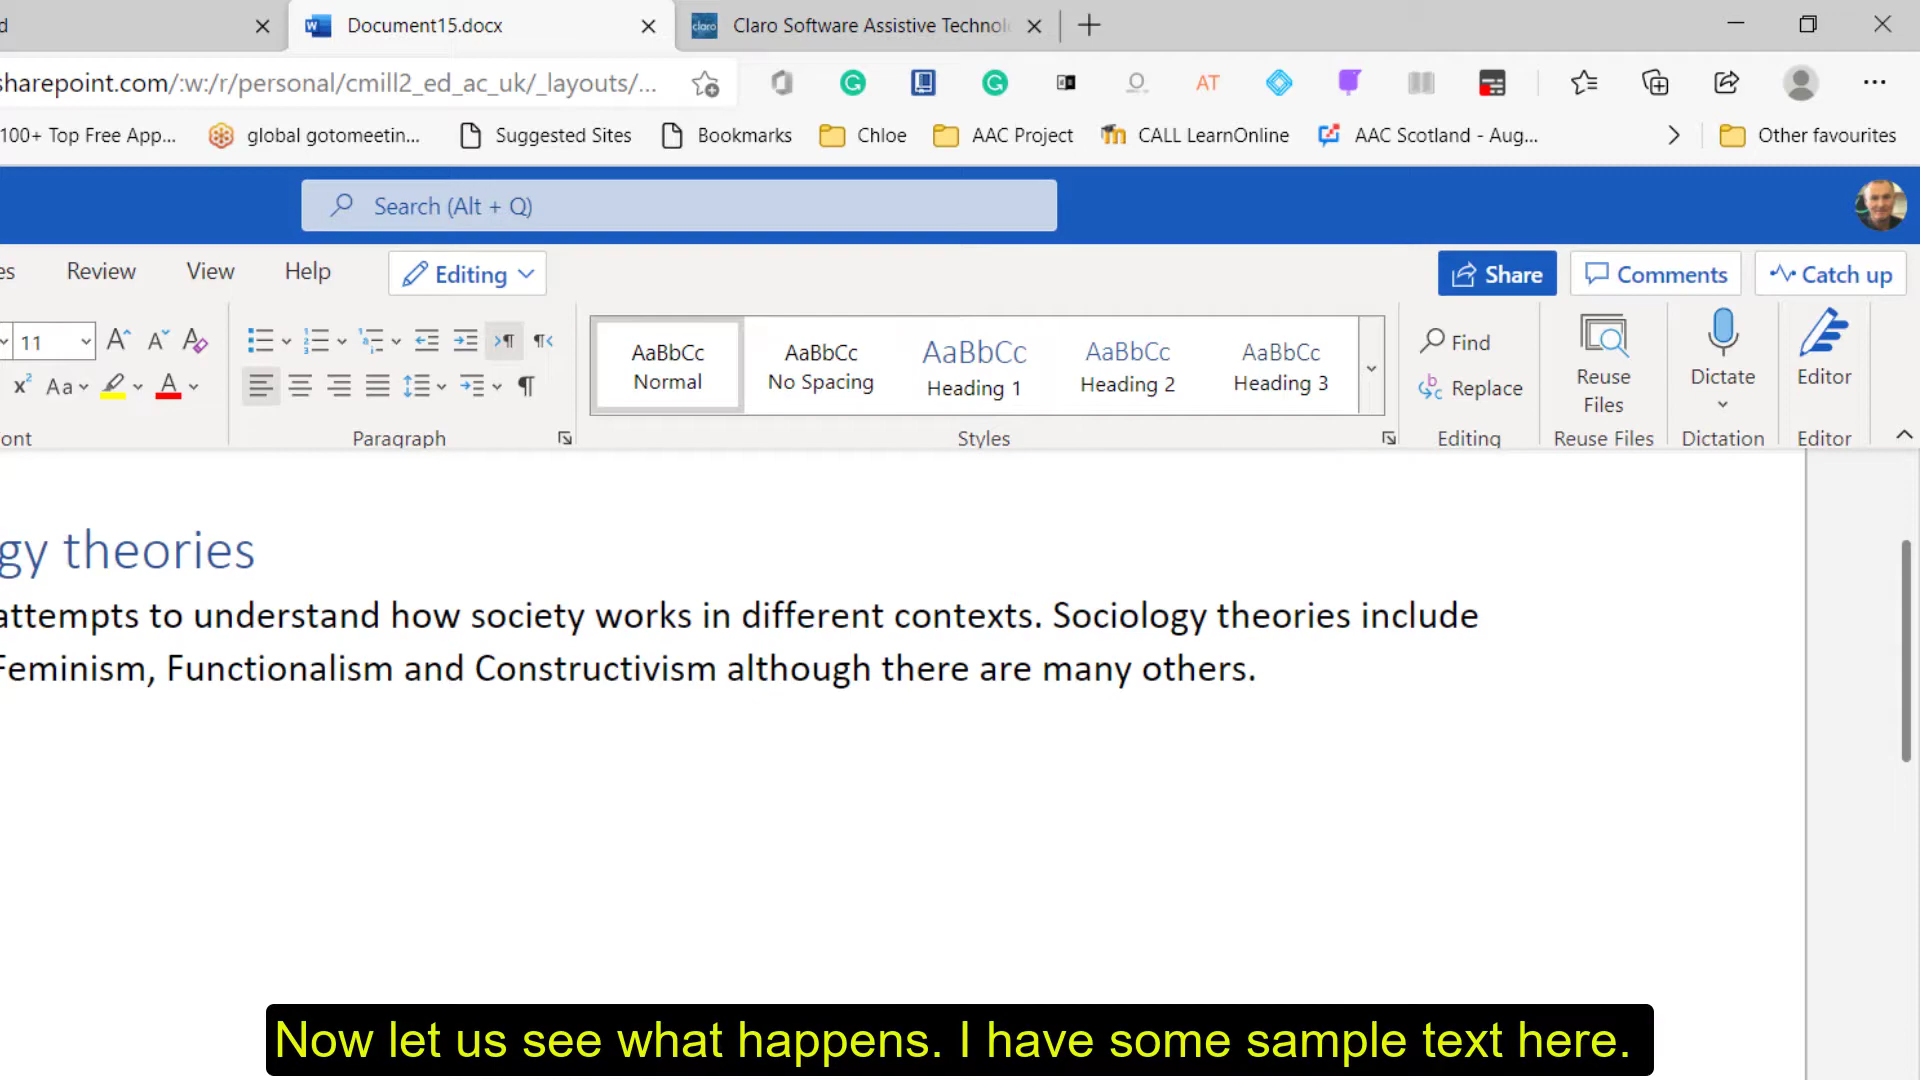 d
Document15.docx
Claro Software Assistive Technol
sharepoint.com/:w:/r/personal/cmill2_ed_ac_uk/_layouts/...
AT
100+ Top Free App...
global gotomeetin...
Suggested Sites
Bookmarks
Chloe
AAC Project
CALL LearnOnline
AAC Scotland - Aug...
Other favourites
Search (Alt + Q)
es
Review
View
Help
Editing
Share
Comments
Catch up
11
AaBbCc
Normal
AaBbCc
No Spacing
AaBbCc
Heading 1
AaBbCc
Heading 2
AaBbCc
Heading 3
Find
Replace
Reuse
Files
Dictate
Editor
ont
Paragraph
Styles
Editing
Reuse Files
Dictation
Editor
gy theories
attempts to understand how society works in different contexts. Sociology theories include
Feminism, Functionalism and Constructivism although there are many others.
Now let us see what happens. I have some sample text here.